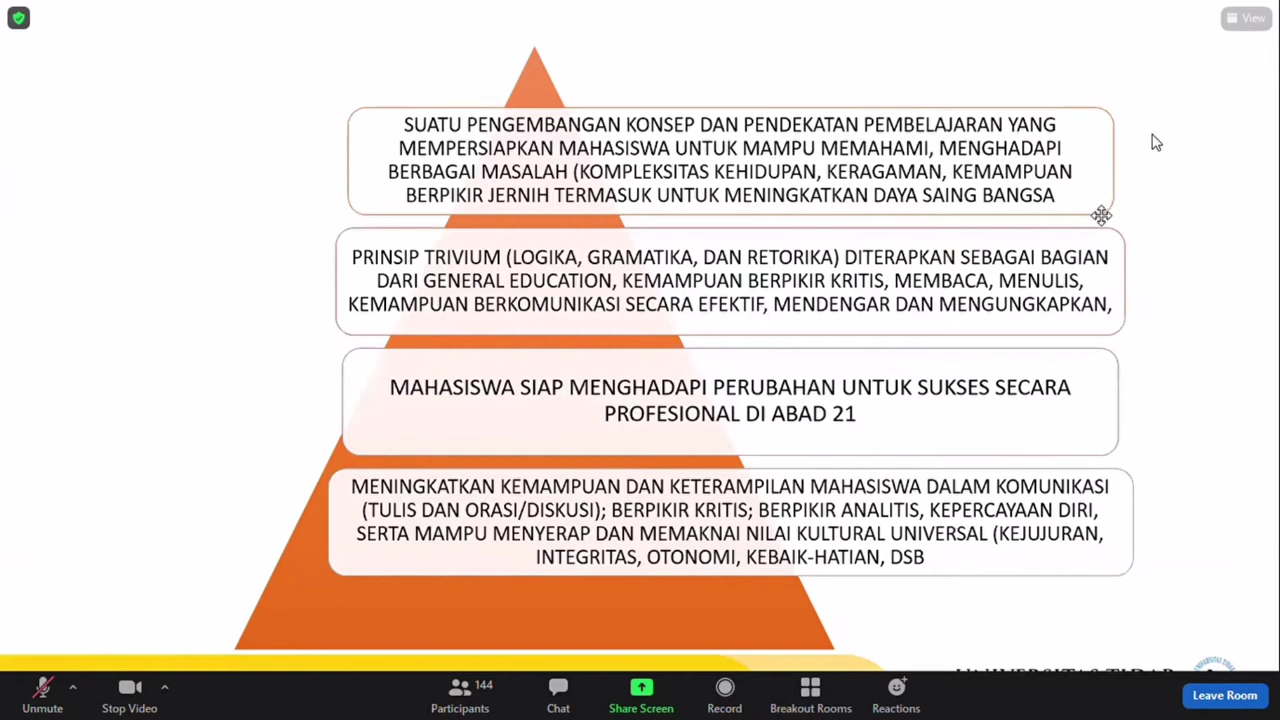 View
SUATU PENGEMBANGAN KONSEP DAN PENDEKATAN PEMBELAJARAN YANG
MEMPERSIAPKAN MAHASISWA UNTUK MAMPU MEMAHAMI, MENGHADAPI
BERBAGAI MASALAH (KOMPLEKSITAS KEHIDUPAN, KERAGAMAN, KEMAMPUAN
BERPIKIR JERNIH TERMASUK UNTUK MENINGKATKAN DAYA SAING BANGSA
PRINSIP TRIVIUM (LOGIKA, GRAMATIKA, DAN RETORIKA) DITERAPKAN SEBAGAI BAGIAN
DARI GENERAL EDUCATION, KEMAMPUAN BERPIKIR KRITIS, MEMBACA, MENULIS,
KEMAMPUAN BERKOMUNIKASI SECARA EFEKTIF, MENDENGAR DAN MENGUNGKAPKAN,
MAHASISWA SIAP MENGHADAPI PERUBAHAN UNTUK SUKSES SECARA
PROFESIONAL DI ABAD 21
MENINGKATKAN KEMAMPUAN DAN KETERAMPILAN MAHASISWA DALAM KOMUNIKASI
(TULIS DAN ORASI/DISKUSI); BERPIKIR KRITIS; BERPIKIR ANALITIS, KEPERCAYAAN DIRI,
SERTA MAMPU MENYERAP DAN MEMAKNAI NILAI KULTURAL UNIVERSAL (KEJUJURAN,
INTEGRITAS, OTONOMI, KEBAIK-HATIAN, DSB
UNIVERSITAS TIDAR
144
Unmute
Stop Video
Participants
Chat
Share Screen
Record
Breakout Rooms
Reactions
Leave Room